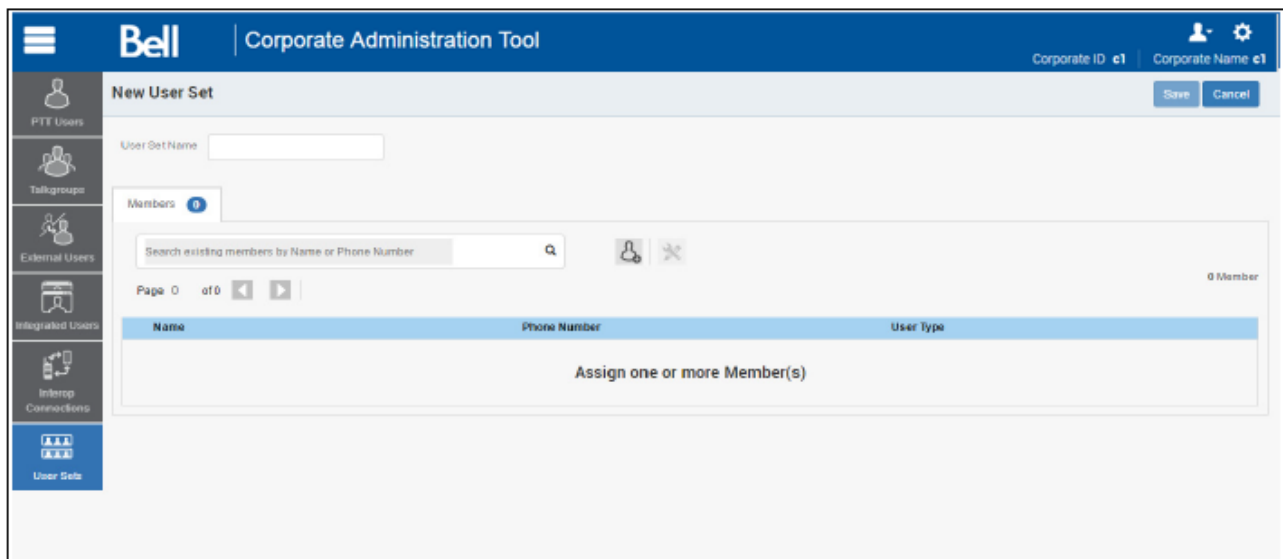 Bell Corporate Administration Tool
Corporate ID c1 Corporate Name c1
PTT Users
Talkgroups
External Users
Integrated Users
Interop
Connections
User Sets
New User Set
Save Cancel
User Set Name
Members 0
Search existing members by Name or Phone Number
Page 0 of 0
0 Member
Name Phone Number User Type
Assign one or more Member(s)